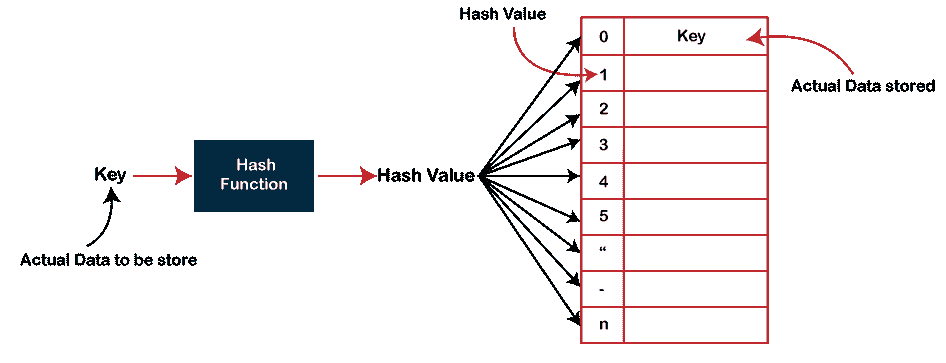 Hash Value
0 Key
1
Actual Data stored
2
3
Hash
Function
Key
Hash Value
4
5
Actual Data to be store
“
-
n